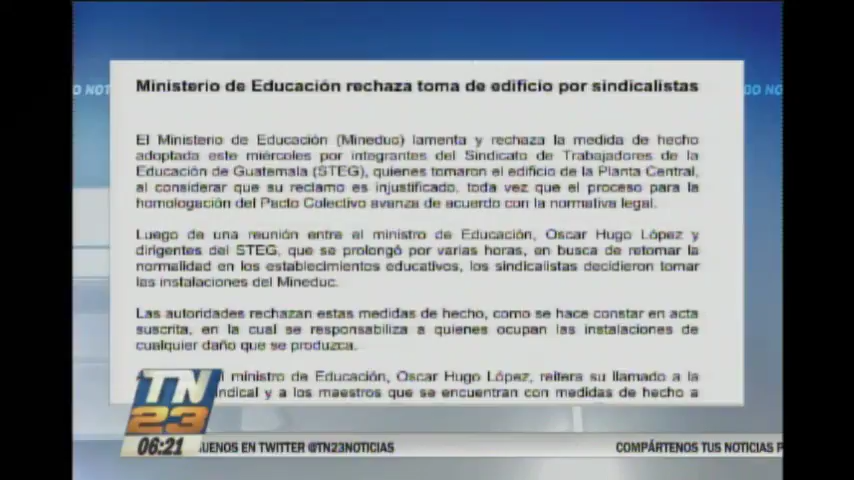 Ministerio de Educación rechaza toma de edificio por sindicalistas
El Ministerio de Educación (Mineduc) lamenta y rechaza la medida de hecho
adoptada este miércoles por integrantes del Sindicato de Trabajadores de la
Educación de Guatemala (STEG), quienes tomaron el edificio de la Planta Central,
al considerar que su reclamo es injustificado, toda vez que el proceso para la
homologación del Pacto Colectivo avanza de acuerdo con la normativa legal.
Luego de una reunión entre el ministro de Educación, Oscar Hugo López y
dirigentes del STEG, que se prolongó por varias horas, en busca de retomar la
normalidad en los establecimientos educativos, los sindicalistas decidieron tomar
las instalaciones del Mineduc.
Las autoridades rechazan estas medidas de hecho, como se hace constar en acta
suscrita, en la cual se responsabiliza a quienes ocupan las instalaciones de
cualquier daño que se produzca.
ministro de Educación, Oscar Hugo López, reitera su llamado a la
indical y a los maestros que se encuentran con medidas de hecho a
TN
23
06:21
UENOS EN TWITTER @TN23NOTICIAS
COMPÁRTENOS TUS NOTICIAS P